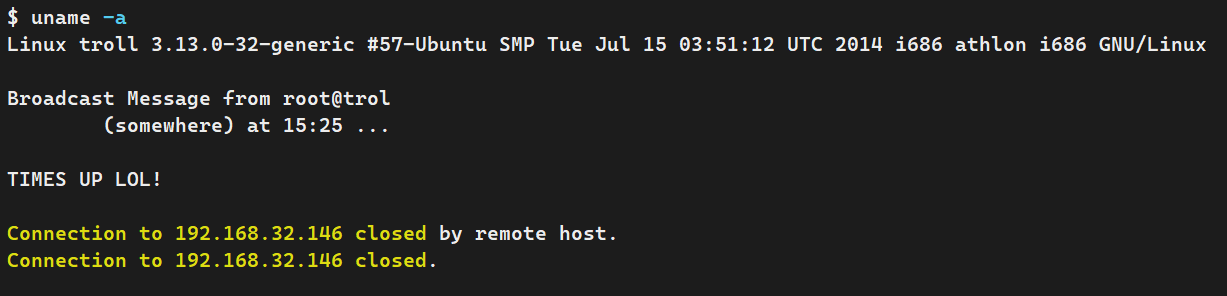 $ uname -a
Linux troll 3.13.0-32-generic #57-Ubuntu SMP Tue Jul 15 03:51:12 UTC 2014 i686 athlon i686 GNU/Linux
Broadcast Message from root@trol
(somewhere) at 15:25 ...
TIMES UP LOL!
Connection to 192.168.32.146 closed by remote host.
Connection to 192.168.32.146 closed.